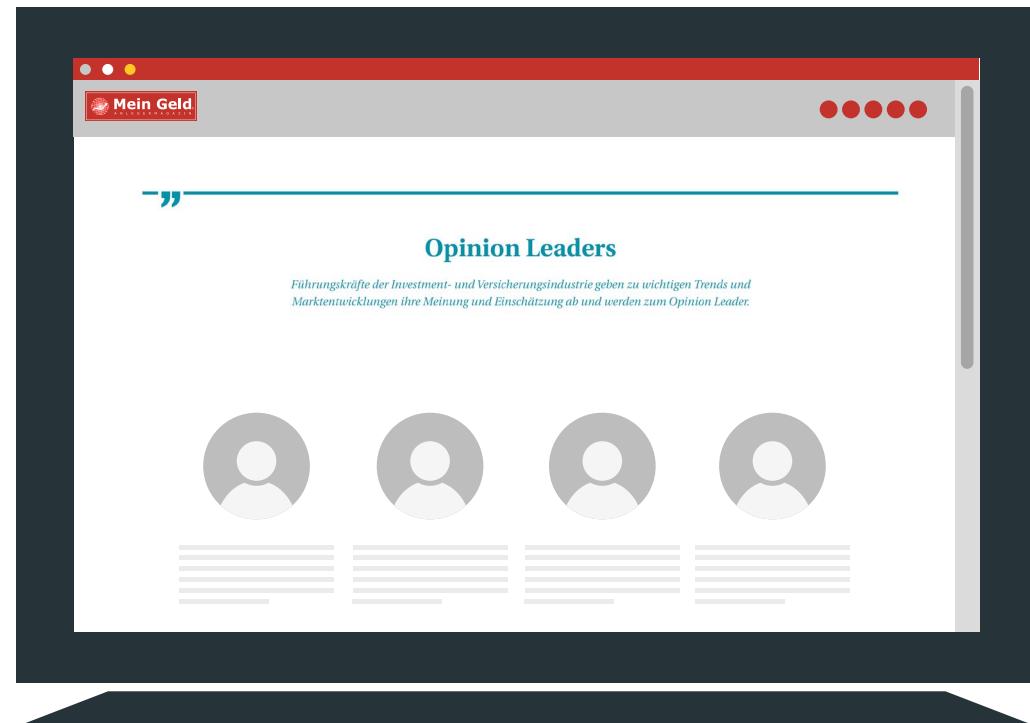 Mein Geld
ANLEGERMAGAZIN
”
Opinion Leaders
Führungskräfte der Investment- und Versicherungsindustrie geben zu wichtigen Trends und
Marktentwicklungen ihre Meinung und Einschätzung ab und werden zum Opinion Leader.